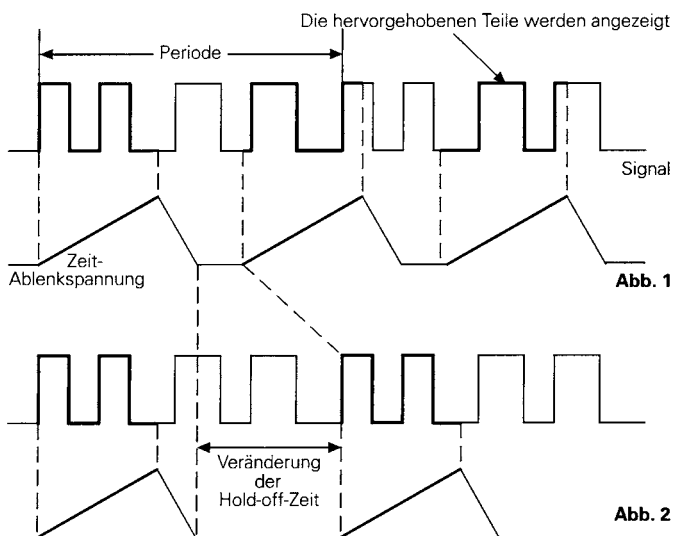 Die hervorgehobenen Teile werden angezeigt
Periode
Signal
Zeit-
Ablenkspannung
Abb. 1
Veränderung
der
Hold-off-Zeit
Abb. 2